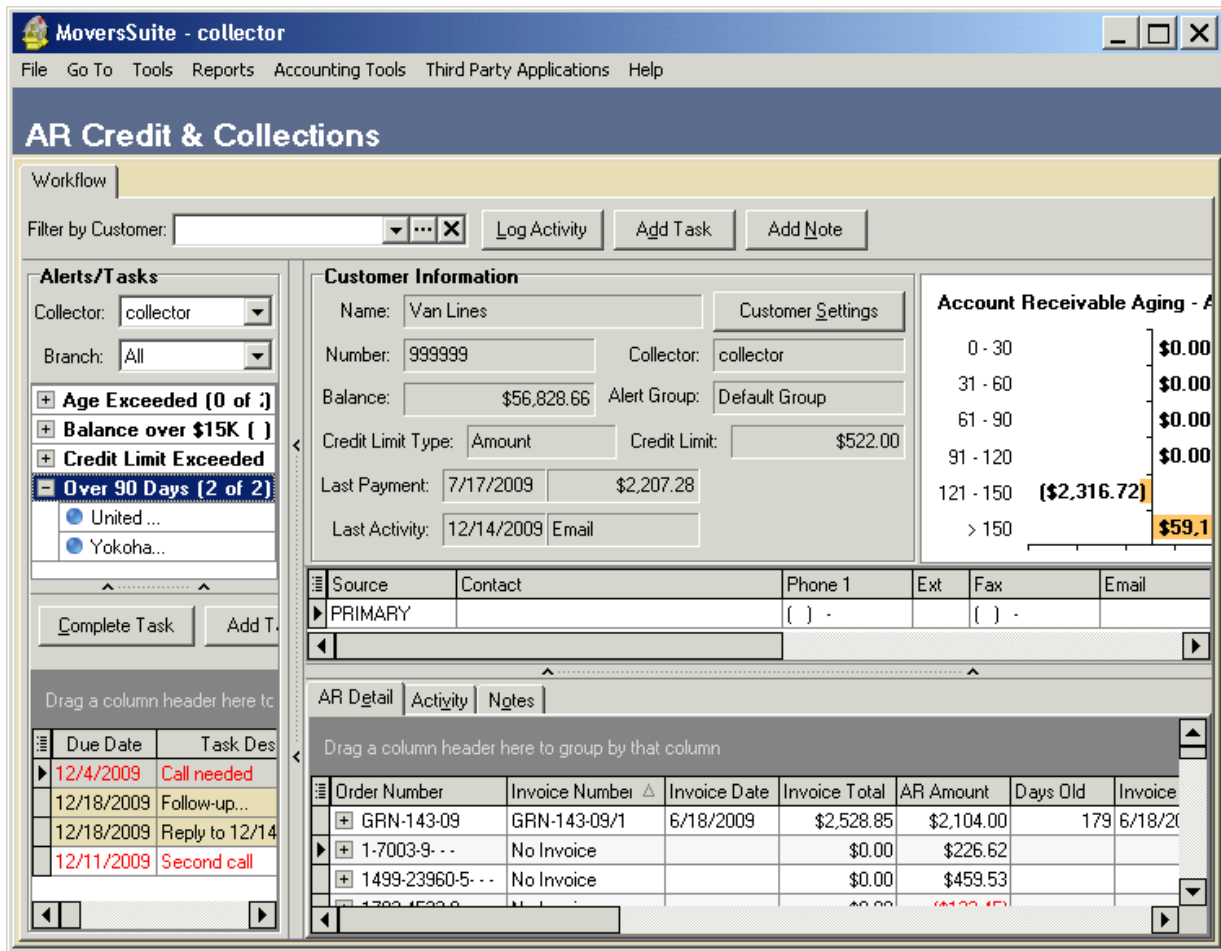 MoversSuite - collector
File Go To Tools Reports Accounting Tools Third Party Applications Help
AR Credit & Collections
Workflow
Filter by Customer: Log Activity Add Task Add Note
Alerts/Tasks
Collector: collector
Branch: All
Age Exceeded (0 of
Balance over $15K ( )
Credit Limit Exceeded
Over 90 Days (2 of 2)
United ...
Yokoha...
Complete Task Add
Drag a column header here to
Due Date Task Des
12/4/2009 Call needed
12/18/2009 Follow-up...
12/18/2009 Reply to 12/14
12/11/2009 Second call
Customer Information
Name: Van Lines Customer Settings
Number: 999999 Collector: collector
Balance: $56,828.66 Alert Group: Default Group
Credit Limit Type: Amount Credit Limit: $522.00
Last Payment: 7/17/2009 $2,207.28
Last Activity: 12/14/2009 Email
Account Receivable Aging - A
0 - 30 $0.00
31 - 60 $0.00
61 - 90 $0.00
91 - 120 $0.00
121 - 150 ($2,316.72)
> 150 $59,1
Source Contact Phone 1 Ext Fax Email
PRIMARY ( ) - ( ) -
AR Detail Activity Notes
Drag a column header here to group by that column
Order Number Invoice Number Invoice Date Invoice Total AR Amount Days Old Invoice
GRN-143-09 GRN-143-09/1 6/18/2009 $2,528.85 $2,104.00 179 6/18/20
1-7003-9- - - No Invoice $0.00 $226.62
1499-23960-5- - - No Invoice $0.00 $459.53